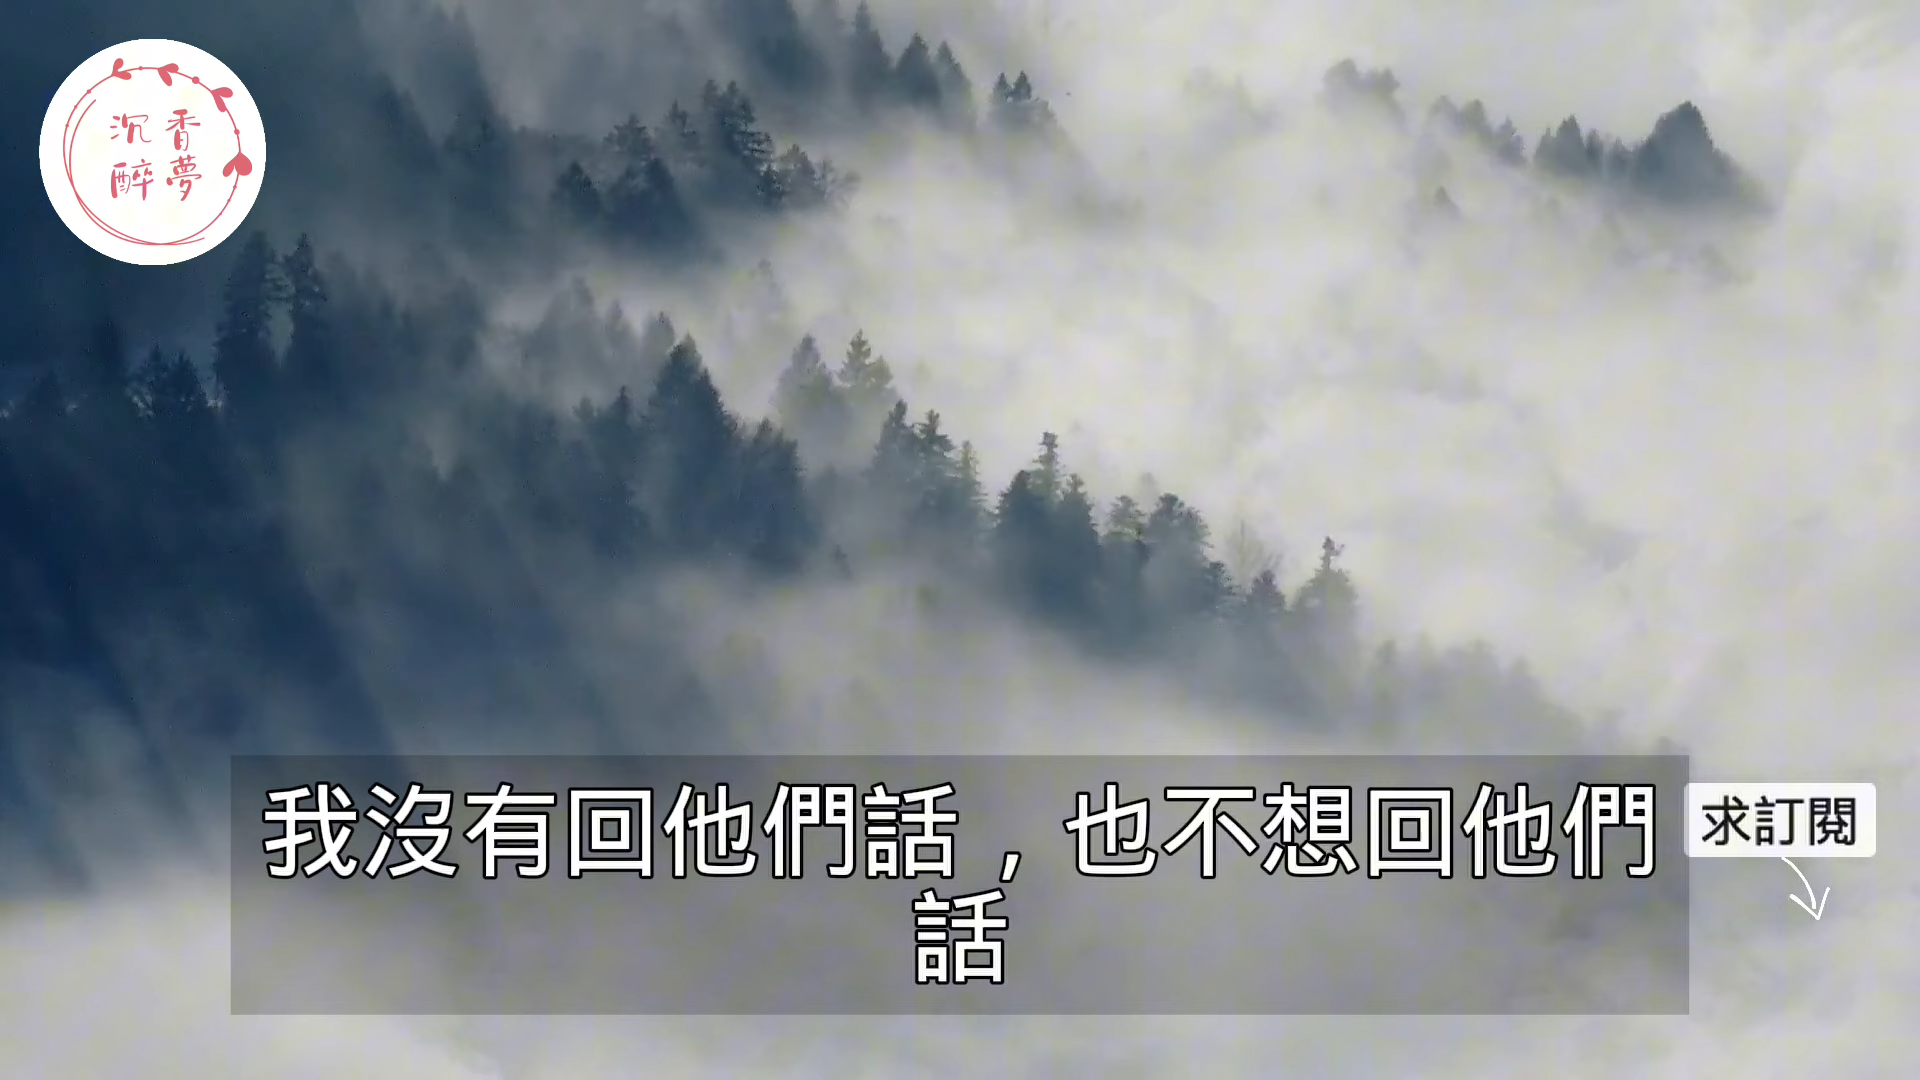 沉香
醉夢
我沒有回他們話，也不想回他們
話
求訂閱